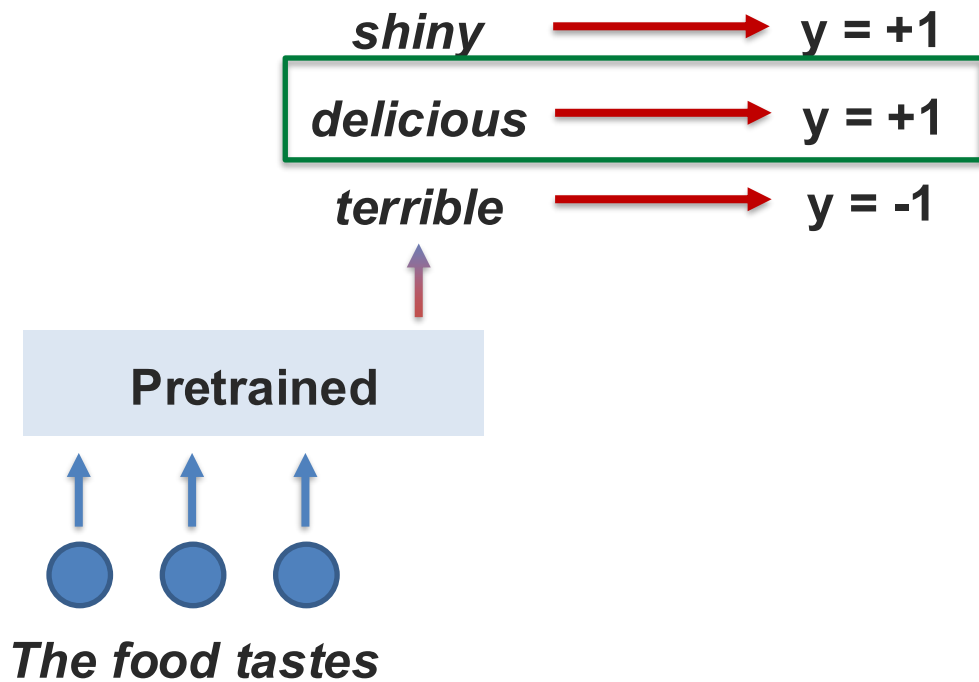 shiny y = +1
delicious y = +1
terrible y = -1
Pretrained
The food tastes